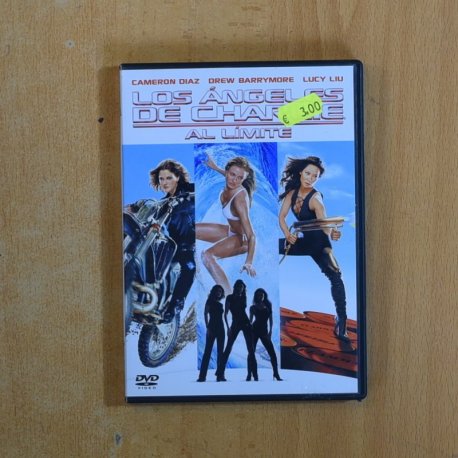 CAMERON DIAZ DREW BARRYMORE LUCY LIU
LOS ÁNGELES
DE CHARLIE
€ 3,00
AL LÍMITE
DVD
VIDEO